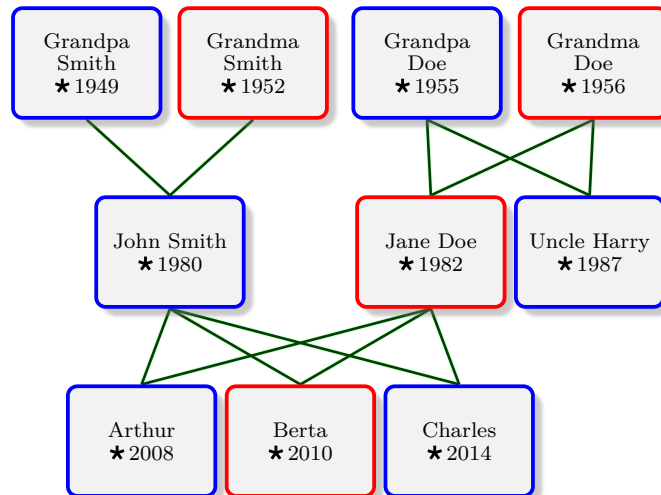 Grandpa
Smith
★ 1949
Grandma
Smith
★ 1952
Grandpa
Doe
★ 1955
Grandma
Doe
★ 1956
John Smith
★ 1980
Jane Doe
★ 1982
Uncle Harry
★ 1987
Arthur
★ 2008
Berta
★ 2010
Charles
★ 2014